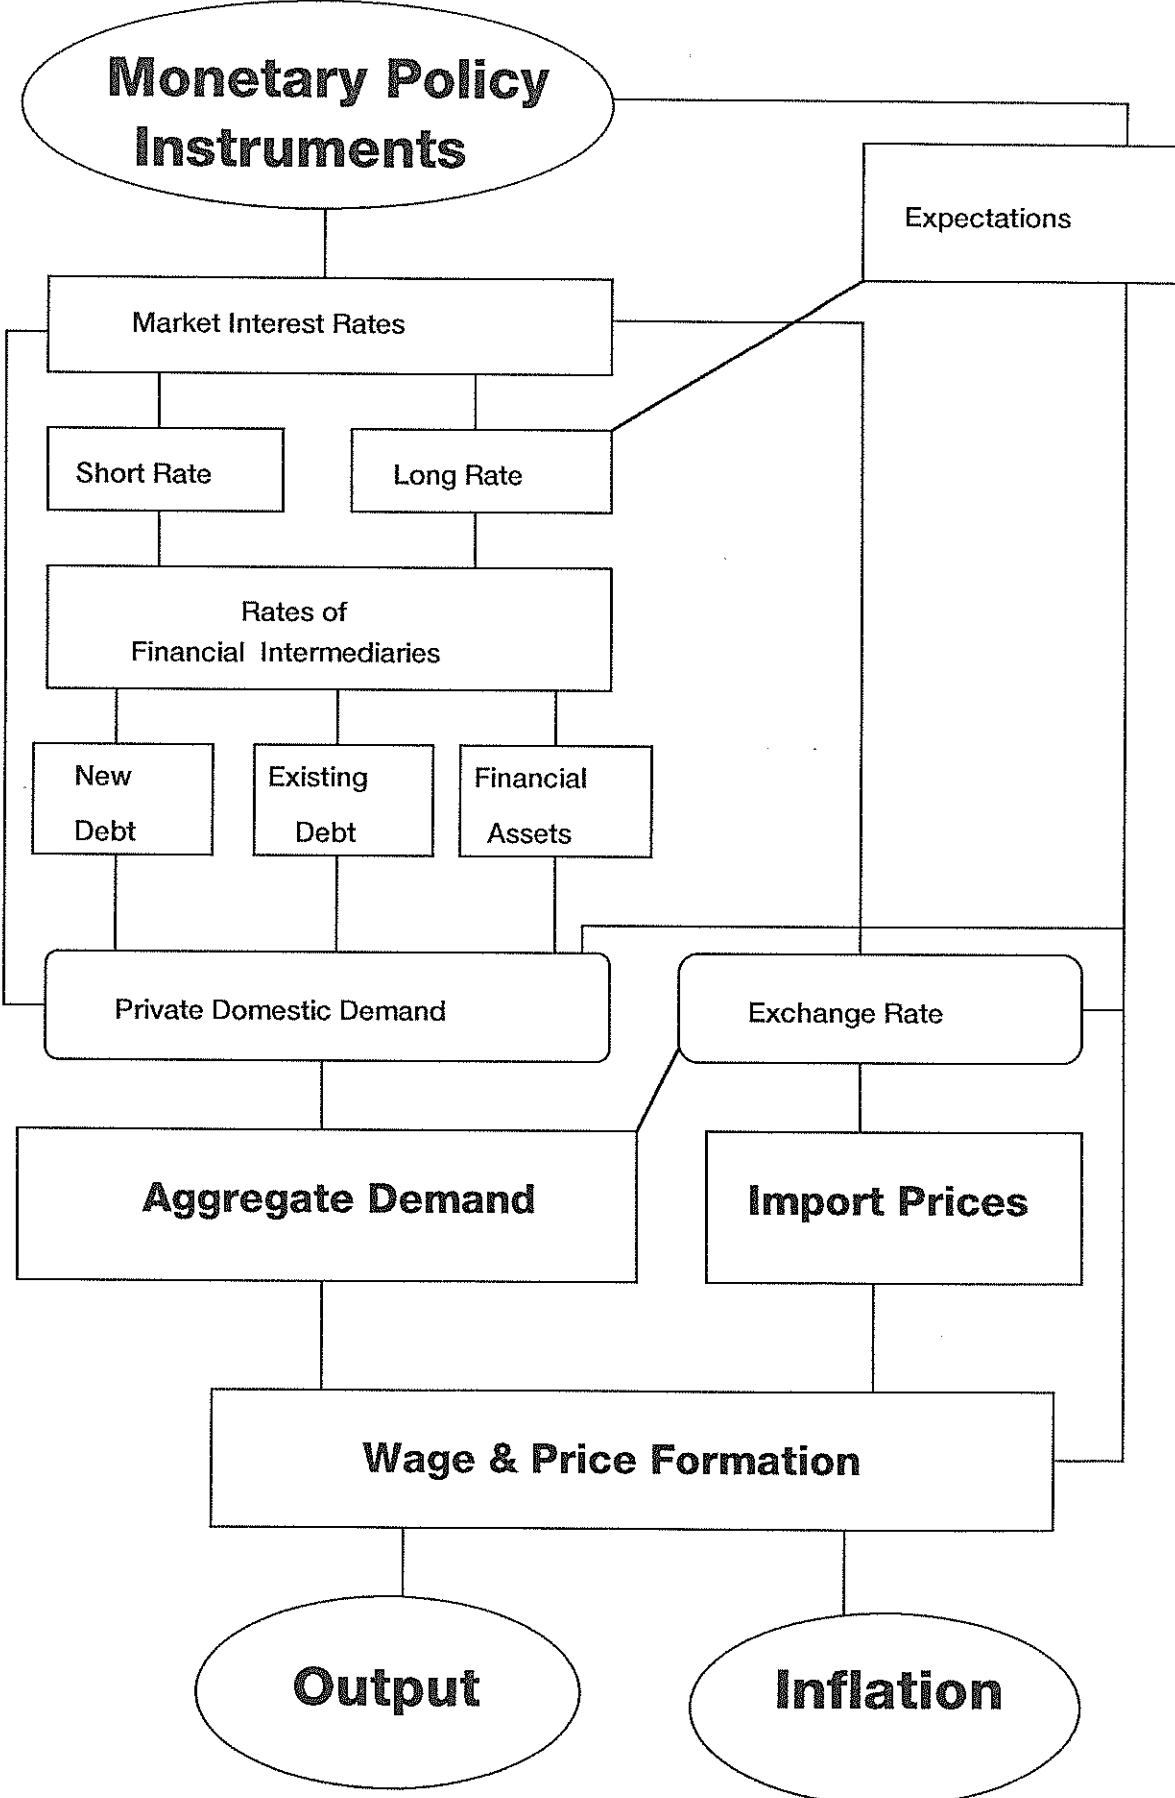 Monetary Policy
Instruments
Expectations
Market Interest Rates
Short Rate
Long Rate
Rates of
Financial Intermediaries
New
Debt
Existing
Debt
Financial
Assets
Private Domestic Demand
Exchange Rate
Aggregate Demand
Import Prices
Wage & Price Formation
Output
Inflation